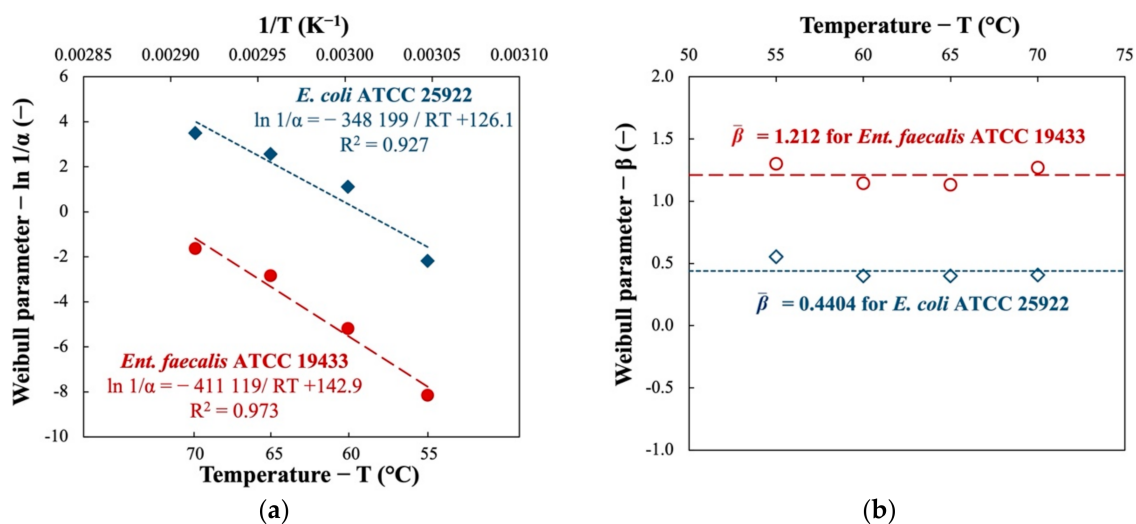 1/T (K⁻¹)
0.00285 0.00290 0.00295 0.00300 0.00305 0.00310
Weibull parameter – ln 1/α (–)
6
4
2
0
-2
-4
-6
-8
-10
E. coli ATCC 25922
ln 1/α = − 348 199 / RT +126.1
R² = 0.927
Ent. faecalis ATCC 19433
ln 1/α = − 411 119/ RT +142.9
R² = 0.973
70 65 60 55
Temperature – T (°C)
(a)
Temperature – T (°C)
50 55 60 65 70 75
Weibull parameter – β (–)
2.0
1.5
1.0
0.5
0.0
-0.5
-1.0
β̅ = 1.212 for Ent. faecalis ATCC 19433
β̅ = 0.4404 for E. coli ATCC 25922
(b)